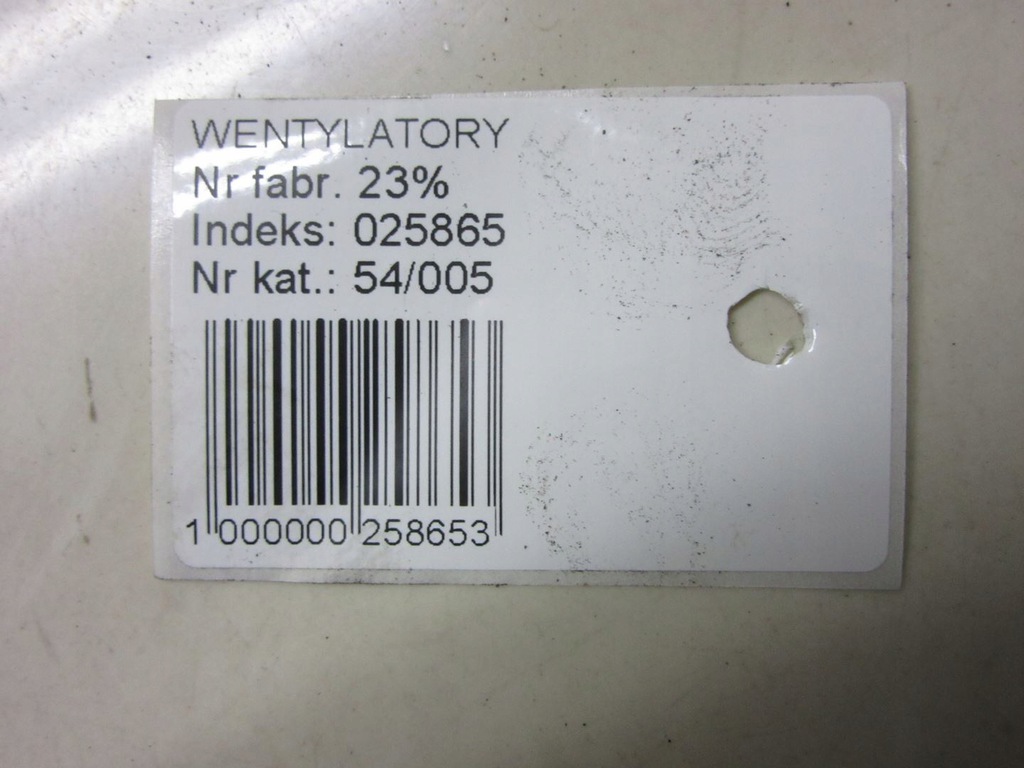 WENTYLATORY
Nr fabr. 23%
Indeks: 025865
Nr kat.: 54/005
1 000000 258653